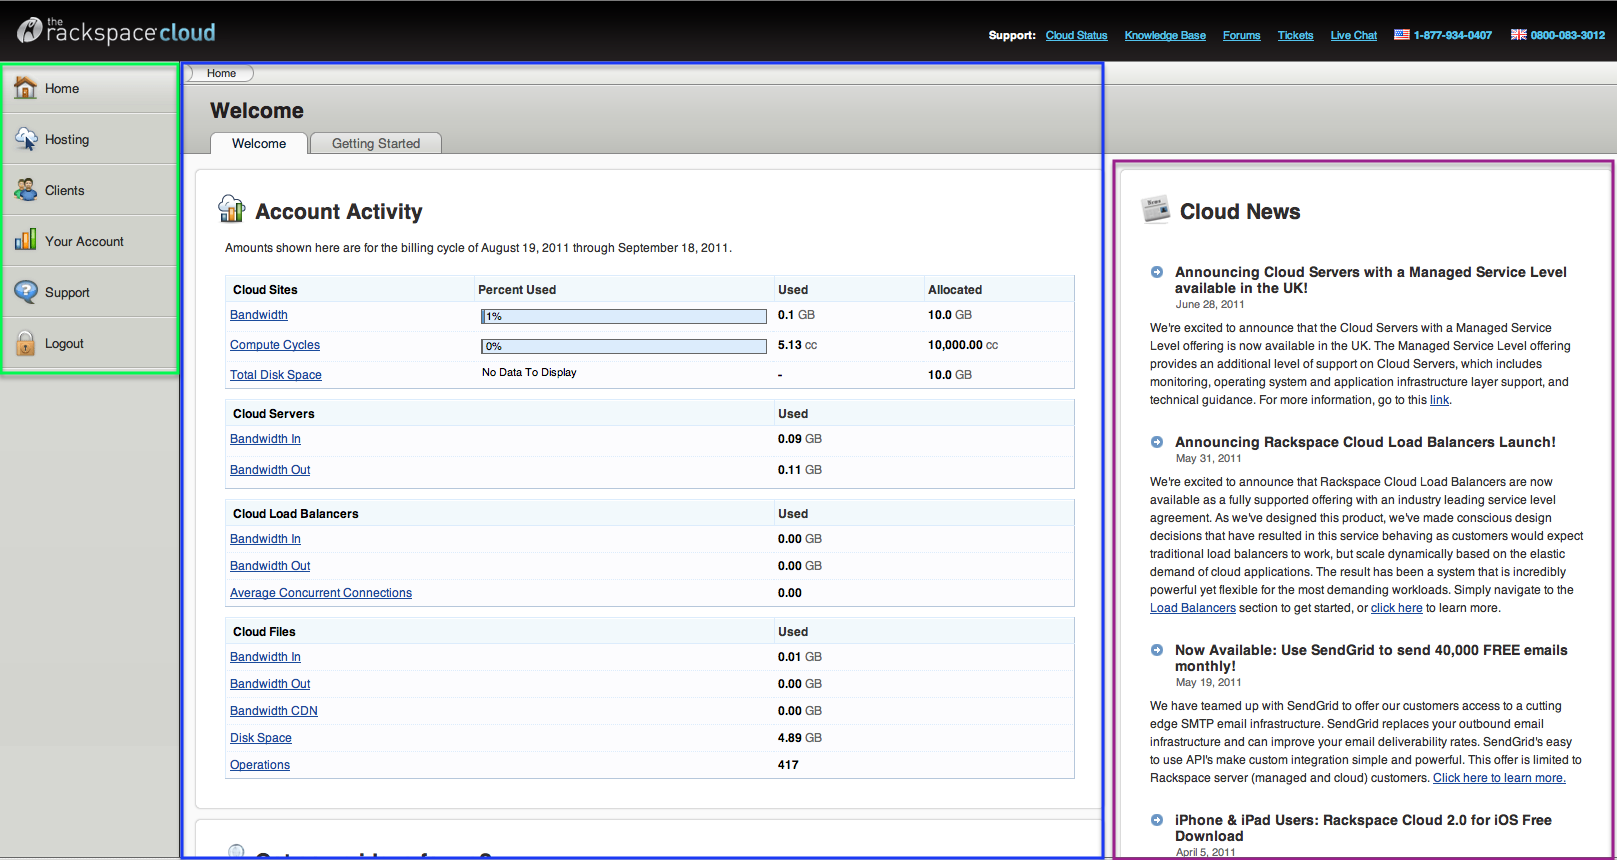 the
rackspacecloud
Support: Cloud Status Knowledge Base Forums Tickets Live Chat 1-877-934-0407 0800-083-3012
Home
Hosting
Clients
Your Account
Support
Logout
Home
Welcome
Welcome Getting Started
Account Activity
Amounts shown here are for the billing cycle of August 19, 2011 through September 18, 2011.
Cloud Sites Percent Used Used Allocated
Bandwidth 1% 0.1 GB 10.0 GB
Compute Cycles 0% 5.13 cc 10,000.00 cc
Total Disk Space No Data To Display - 10.0 GB
Cloud Servers Used
Bandwidth In 0.09 GB
Bandwidth Out 0.11 GB
Cloud Load Balancers Used
Bandwidth In 0.00 GB
Bandwidth Out 0.00 GB
Average Concurrent Connections 0.00
Cloud Files Used
Bandwidth In 0.01 GB
Bandwidth Out 0.00 GB
Bandwidth CDN 0.00 GB
Disk Space 4.89 GB
Operations 417
Cloud News
Announcing Cloud Servers with a Managed Service Level
available in the UK!
June 28, 2011
We're excited to announce that the Cloud Servers with a Managed Service
Level offering is now available in the UK. The Managed Service Level offering
provides an additional level of support on Cloud Servers, which includes
monitoring, operating system and application infrastructure layer support, and
technical guidance. For more information, go to this link.
Announcing Rackspace Cloud Load Balancers Launch!
May 31, 2011
We're excited to announce that Rackspace Cloud Load Balancers are now
available as a fully supported offering with an industry leading service level
agreement. As we've designed this product, we've made conscious design
decisions that have resulted in this service behaving as customers would expect
traditional load balancers to work, but scale dynamically based on the elastic
demand of cloud applications. The result has been a system that is incredibly
powerful yet flexible for the most demanding workloads. Simply navigate to the
Load Balancers section to get started, or click here to learn more.
Now Available: Use SendGrid to send 40,000 FREE emails
monthly!
May 19, 2011
We have teamed up with SendGrid to offer our customers access to a cutting
edge SMTP email infrastructure. SendGrid replaces your outbound email
infrastructure and can improve your email deliverability rates. SendGrid's easy
to use API's make custom integration simple and powerful. This offer is limited to
Rackspace server (managed and cloud) customers. Click here to learn more.
iPhone & iPad Users: Rackspace Cloud 2.0 for iOS Free
Download
April 5, 2011